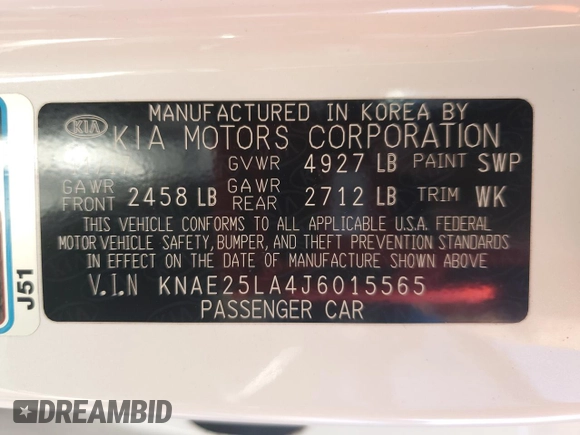 MANUFACTURED IN KOREA BY
KIA KIA MOTORS CORPORATION
GVWR 4927 LB PAINT SWP
GAWR FRONT 2458 LB GAWR REAR 2712 LB TRIM WK
THIS VEHICLE CONFORMS TO ALL APPLICABLE U.S.A. FEDERAL
MOTOR VEHICLE SAFETY, BUMPER, AND THEFT PREVENTION STANDARDS
IN EFFECT ON THE DATE OF MANUFACTURE SHOWN ABOVE
V.I.N KNAE25LA4J6015565
PASSENGER CAR
J51
DREAMBID